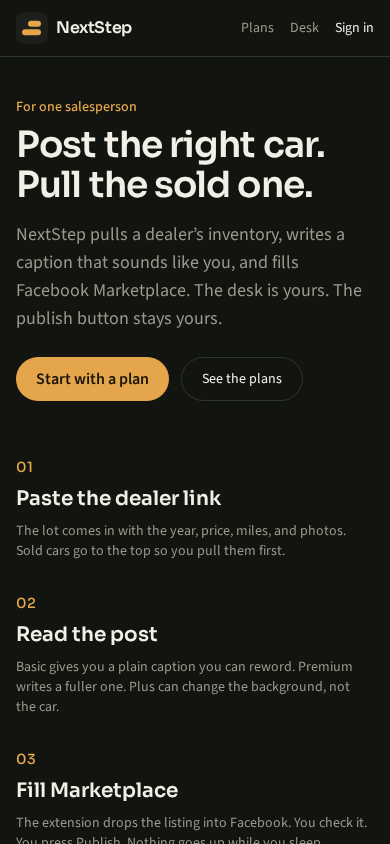 NextStep
Plans Desk Sign in
For one salesperson
Post the right car.
Pull the sold one.
NextStep pulls a dealer’s inventory, writes a
caption that sounds like you, and fills
Facebook Marketplace. The desk is yours. The
publish button stays yours.
Start with a plan
See the plans
01
Paste the dealer link
The lot comes in with the year, price, miles, and photos.
Sold cars go to the top so you pull them first.
02
Read the post
Basic gives you a plain caption you can reword. Premium
writes a fuller one. Plus can change the background, not
the car.
03
Fill Marketplace
The extension drops the listing into Facebook. You check it.
You press Publish. Nothing goes up while you sleep.